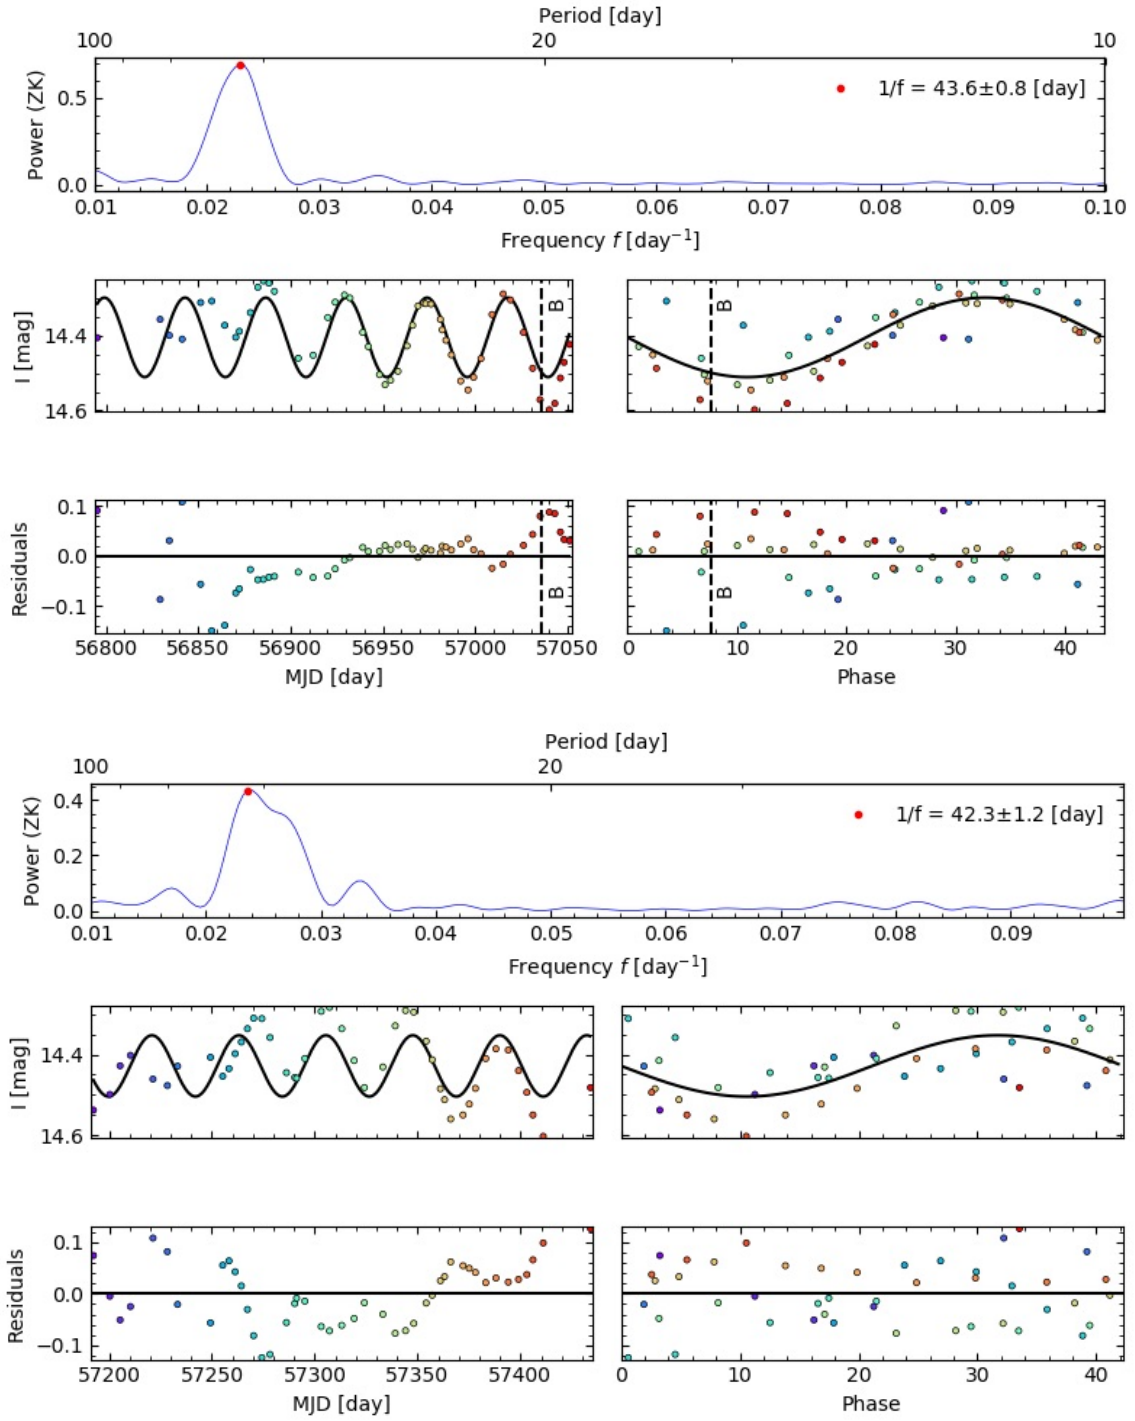 Period [day]
100 20 10
Power (ZK)
0.5
0.0
1/f = 43.6±0.8 [day]
0.01 0.02 0.03 0.04 0.05 0.06 0.07 0.08 0.09 0.10
Frequency f [day⁻¹]
I [mag]
14.4
14.6
B
B
Residuals
0.1
0.0
−0.1
B
B
56800 56850 56900 56950 57000 57050
0 10 20 30 40
MJD [day]
Phase
Period [day]
100 20
Power (ZK)
0.4
0.2
0.0
1/f = 42.3±1.2 [day]
0.01 0.02 0.03 0.04 0.05 0.06 0.07 0.08 0.09
Frequency f [day⁻¹]
I [mag]
14.4
14.6
Residuals
0.1
0.0
−0.1
57200 57250 57300 57350 57400
0 10 20 30 40
MJD [day]
Phase